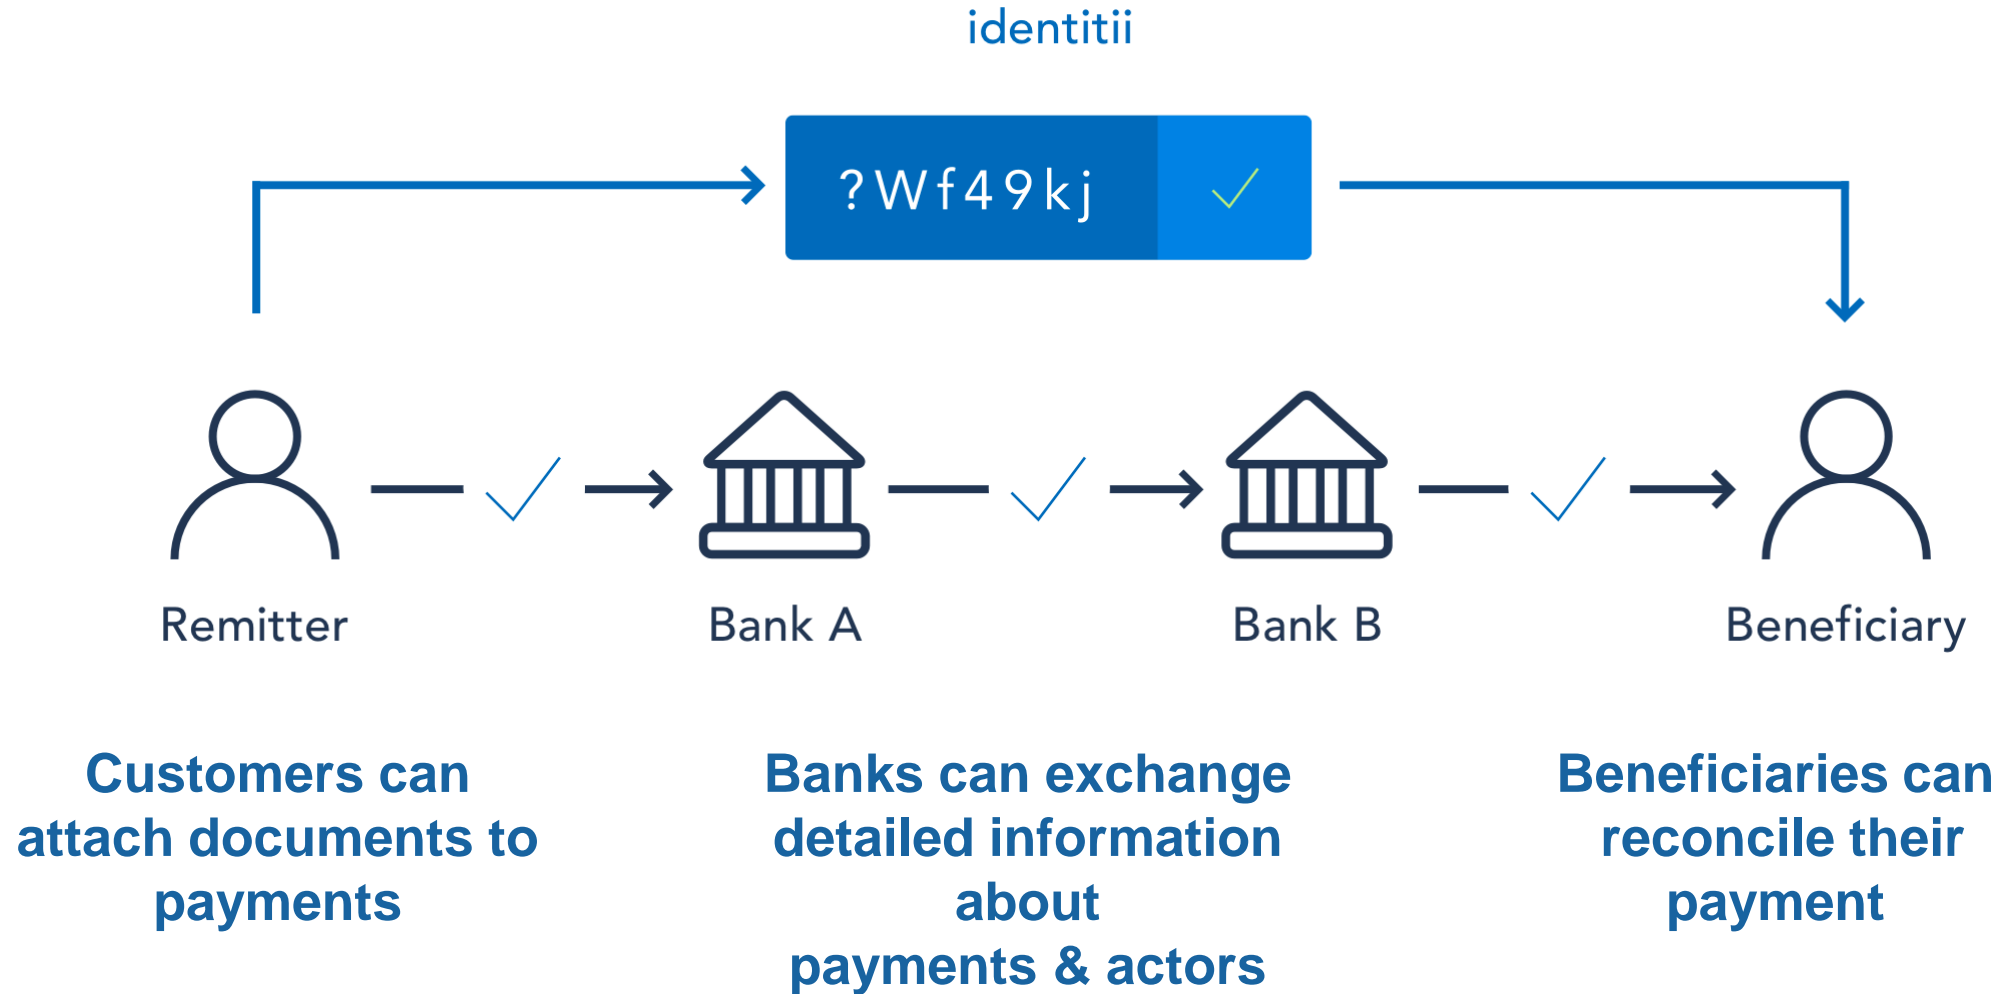 identitii
?Wf49kj
Remitter
Bank A
Bank B
Beneficiary
Customers can
attach documents to
payments
Banks can exchange
detailed information
about
payments & actors
Beneficiaries can
reconcile their
payment